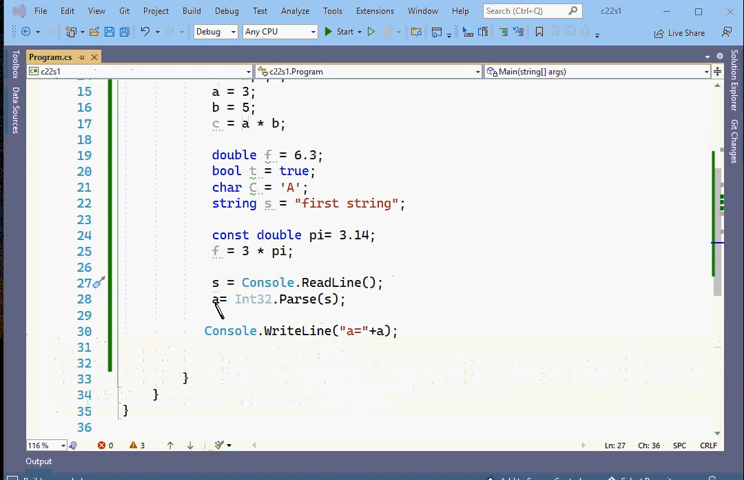 File Edit View Git Project Build Debug Test Analyze Tools Extensions Window Help Search (Ctrl+Q) c22s1
Debug Any CPU Start Live Share
Program.cs
c22s1 c22s1.Program Main(string[] args)
Toolbox
Data Sources
Solution Explorer
Git Changes
15 a = 3;
16 b = 5;
17 c = a * b;
18
19 double f = 6.3;
20 bool t = true;
21 char C = 'A';
22 string s = "first string";
23
24 const double pi= 3.14;
25 f = 3 * pi;
26
27 s = Console.ReadLine();
28 a= Int32.Parse(s);
29
30 Console.WriteLine("a="+a);
31
32
33 }
34 }
35 }
36
116 % 0 3 Ln: 27 Ch: 36 SPC CRLF
Output